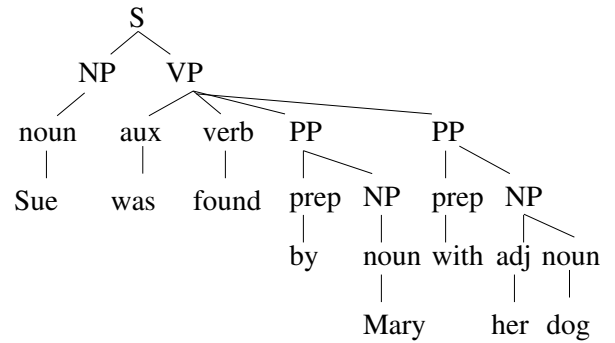 S
NP VP
noun aux verb PP PP
Sue was found prep NP prep NP
by noun with adj noun
Mary her dog